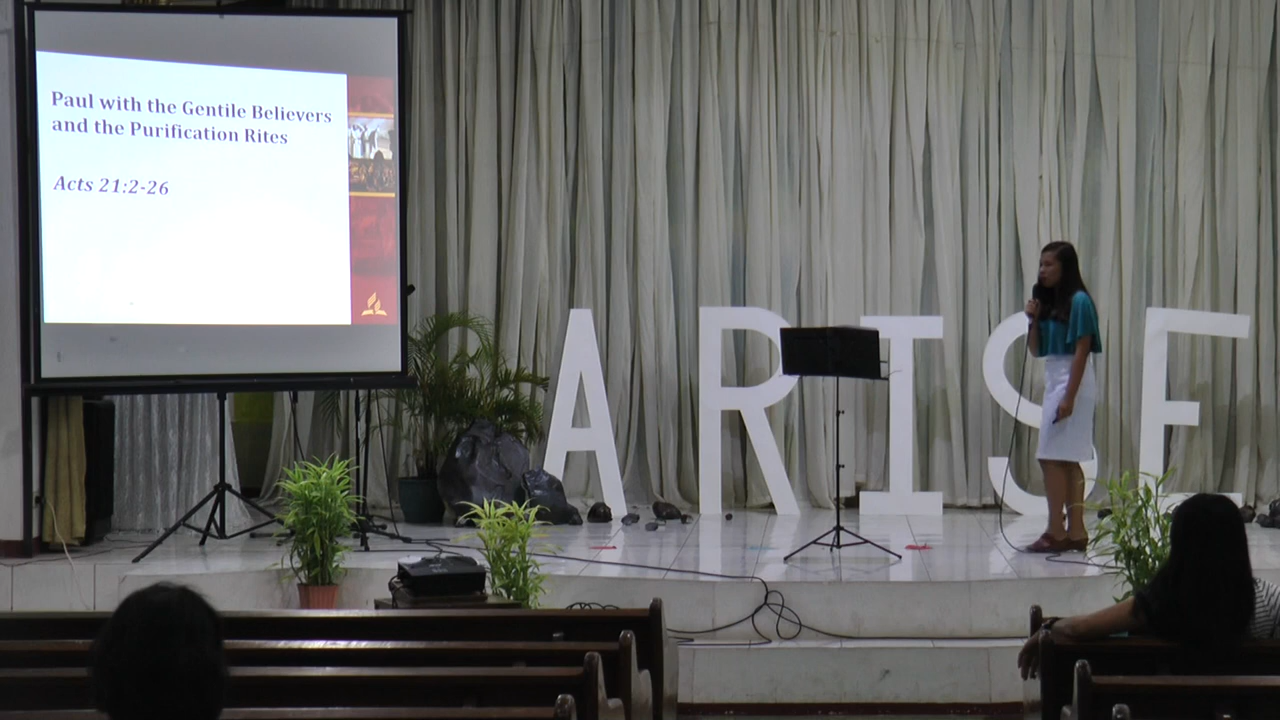 Paul with the Gentile Believers
and the Purification Rites
Acts 21:2-26
ARISE